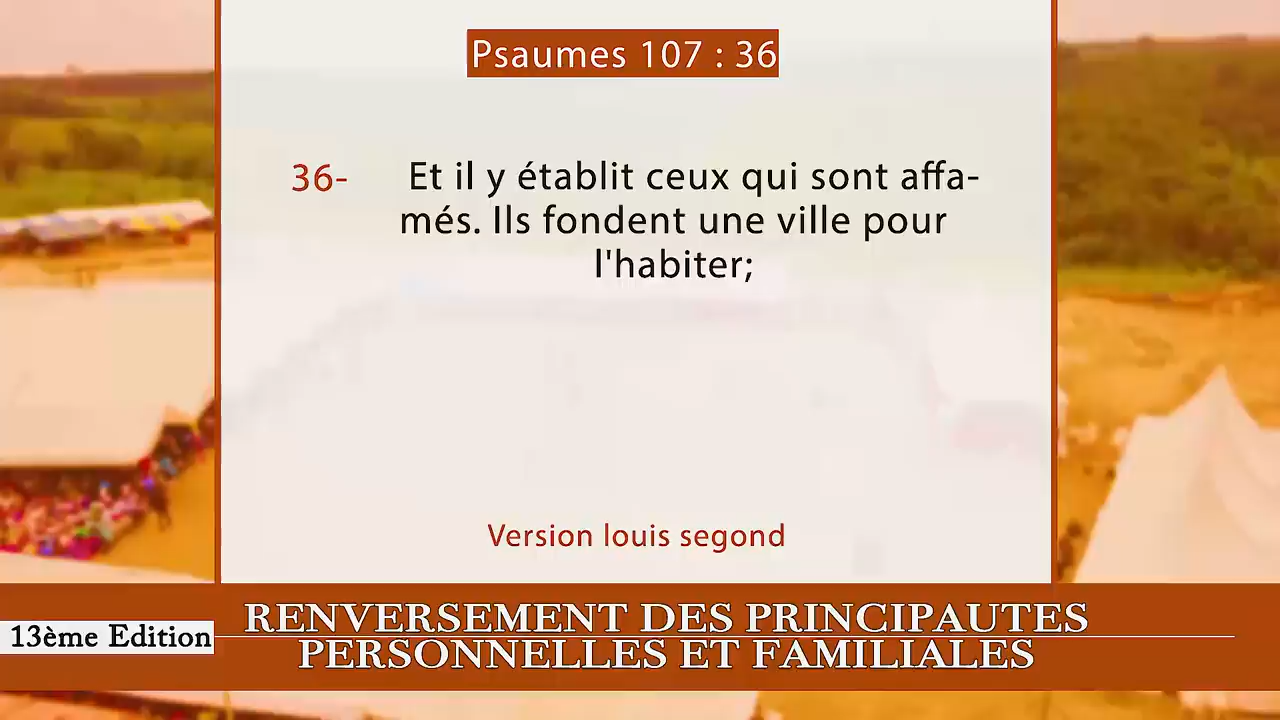 Psaumes 107 : 36
36- Et il y établit ceux qui sont affa-
més. Ils fondent une ville pour
l'habiter;
Version louis segond
13ème Edition
RENVERSEMENT DES PRINCIPAUTES
PERSONNELLES ET FAMILIALES